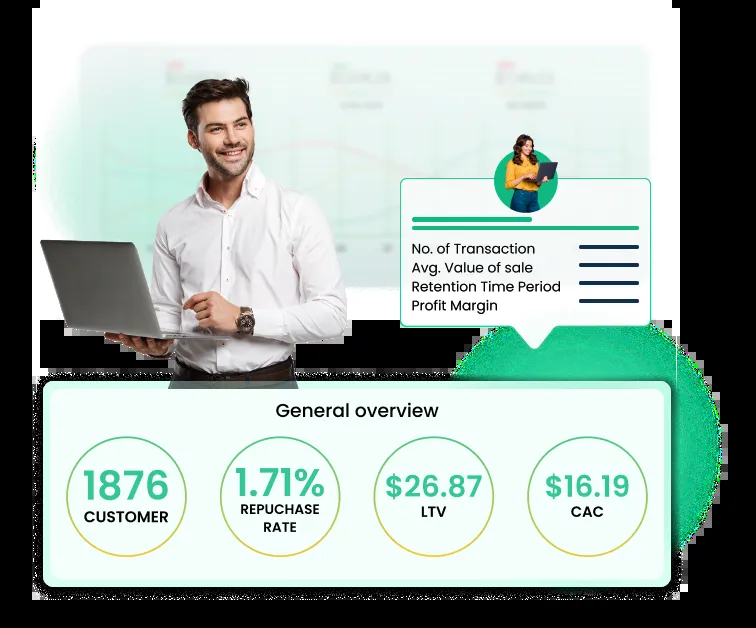 No. of Transaction
Avg. Value of sale
Retention Time Period
Profit Margin
General overview
1876
CUSTOMER
1.71%
REPUCHASE
RATE
$26.87
LTV
$16.19
CAC